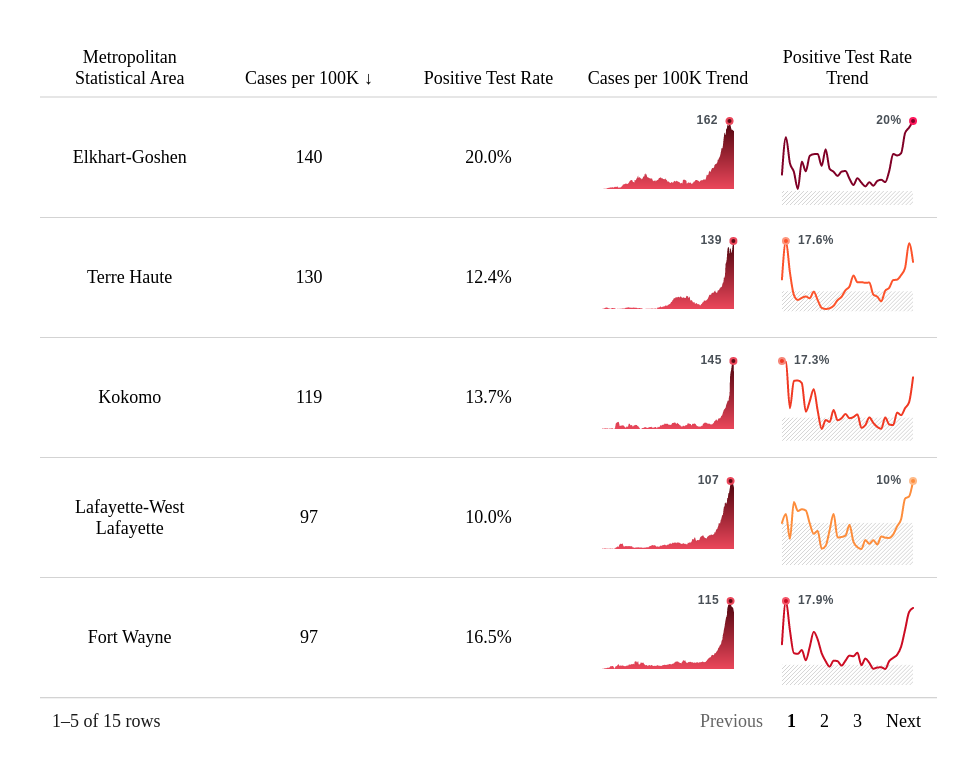 Metropolitan
Statistical Area
Cases per 100K ↓
Positive Test Rate
Cases per 100K Trend
Positive Test Rate
Trend
Elkhart-Goshen
140
20.0%
162
20%
Terre Haute
130
12.4%
139
17.6%
Kokomo
119
13.7%
145
17.3%
Lafayette-West
Lafayette
97
10.0%
107
10%
Fort Wayne
97
16.5%
115
17.9%
1–5 of 15 rows
Previous 1 2 3 Next